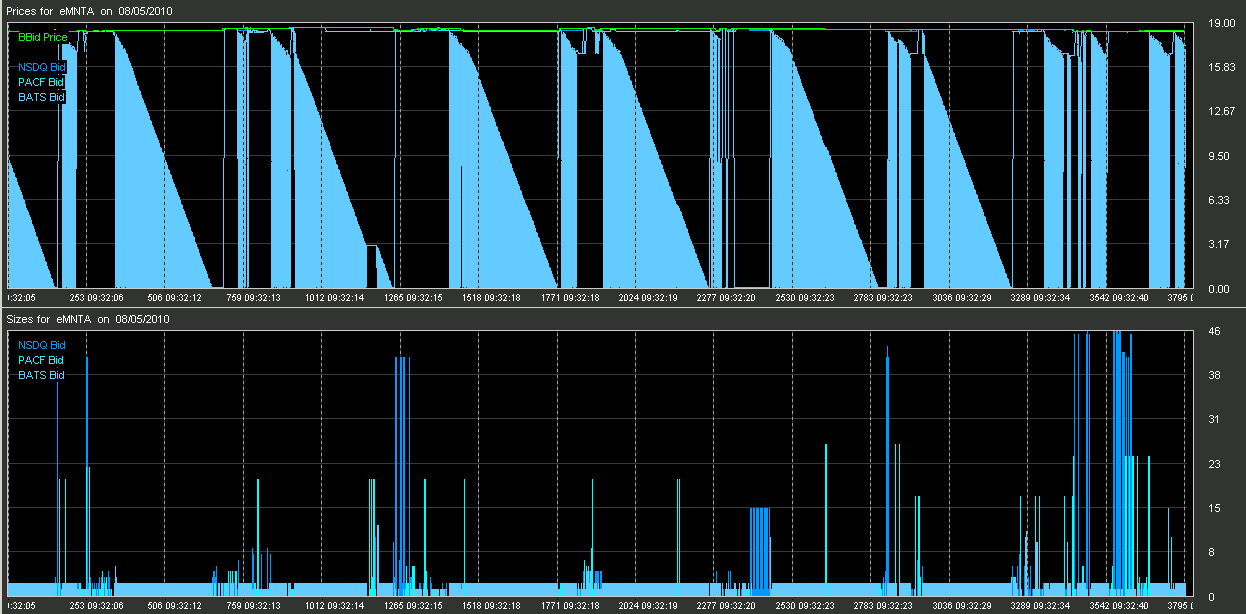 Prices for eMNTA on 08/05/2010
19.00
BBid Price
NSDQ Bid
15.83
PACF Bid
BATS Bid
12.67
9.50
6.33
3.17
0.00
:32:05 253 09:32:06 506 09:32:12 759 09:32:13 1012 09:32:14 1265 09:32:15 1518 09:32:18 1771 09:32:18 2024 09:32:19 2277 09:32:20 2530 09:32:23 2783 09:32:23 3036 09:32:29 3289 09:32:34 3542 09:32:40 3795
Sizes for eMNTA on 08/05/2010
46
NSDQ Bid
PACF Bid
BATS Bid
38
31
23
15
8
0
:32:05 253 09:32:06 506 09:32:12 759 09:32:13 1012 09:32:14 1265 09:32:15 1518 09:32:18 1771 09:32:18 2024 09:32:19 2277 09:32:20 2530 09:32:23 2783 09:32:23 3036 09:32:29 3289 09:32:34 3542 09:32:40 3795